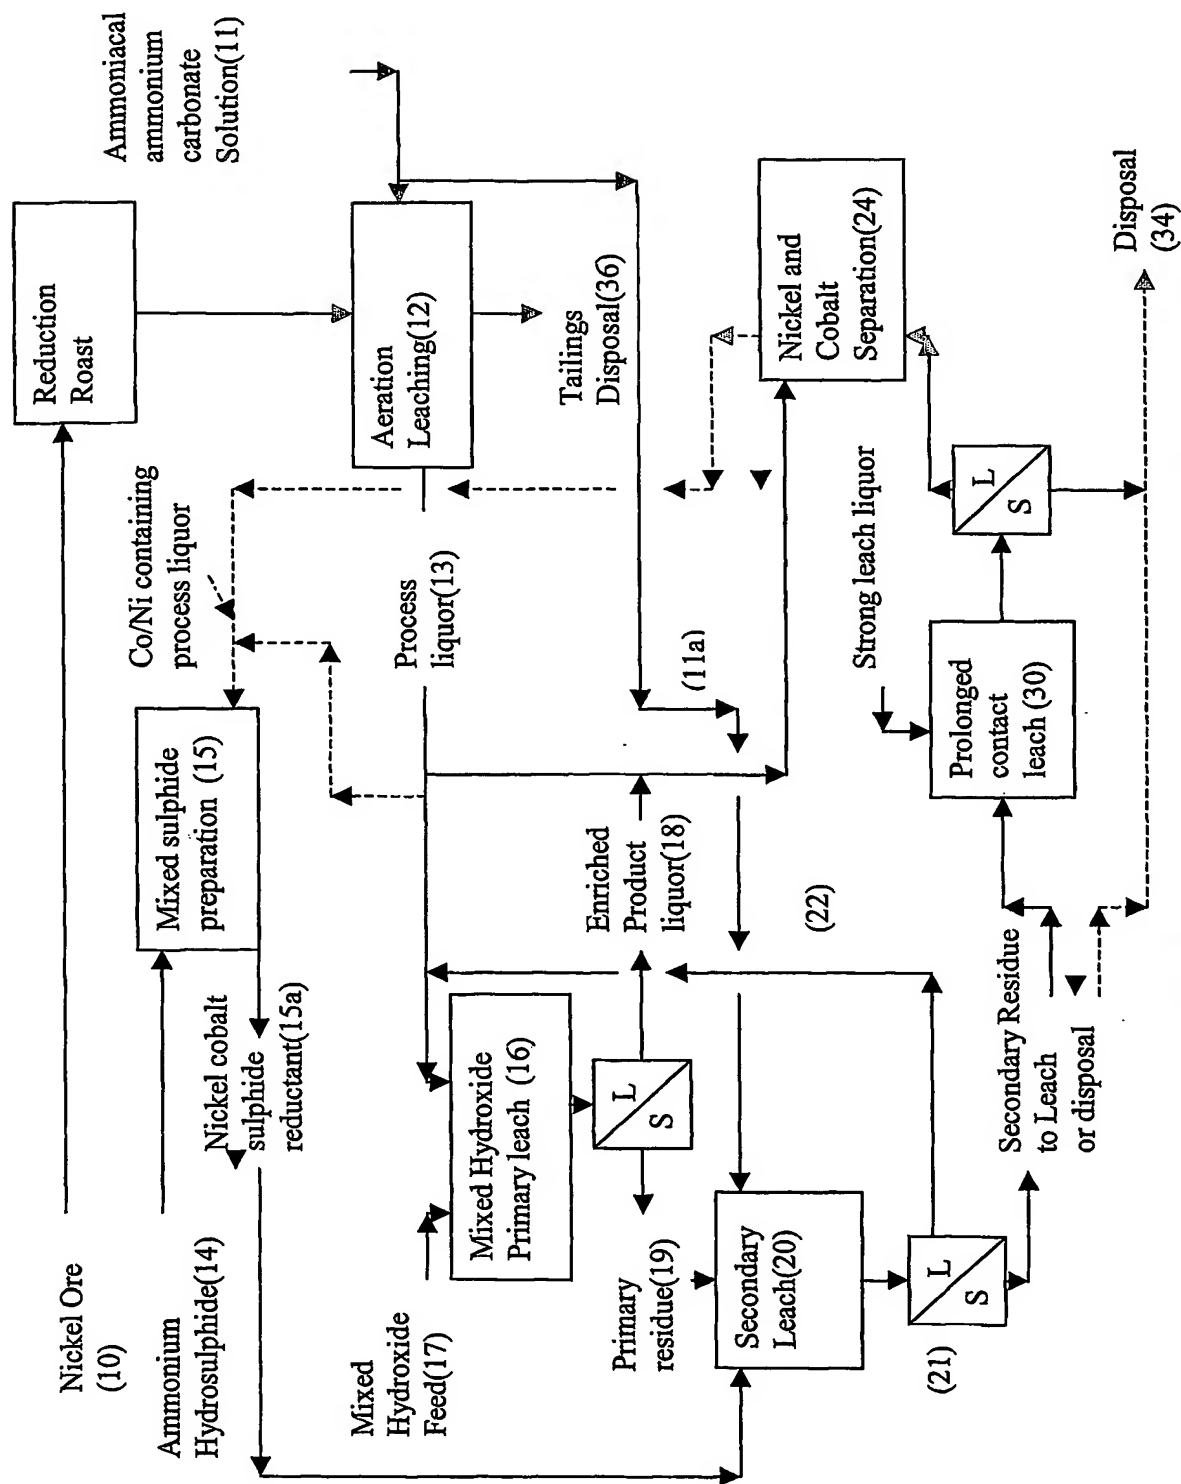 Nickel Ore
(10)
Reduction
Roast
Ammoniacal
ammonium
carbonate
Solution(11)
Ammonium
Hydrosulphide(14)
Mixed sulphide
preparation (15)
Co/Ni containing
process liquor
Nickel cobalt
sulphide
reductant(15a)
Aeration
Leaching(12)
Process
liquor(13)
Mixed
Hydroxide
Feed(17)
Mixed Hydroxide
Primary leach (16)
Tailings
Disposal(36)
L
S
Enriched
Product
liquor(18)
Primary
residue(19)
(11a)
Secondary
Leach(20)
(22)
Nickel and
Cobalt
Separation(24)
(21)
L
S
Strong leach liquor
Prolonged
contact
leach (30)
L
S
Secondary Residue
to Leach
or disposal
Disposal
(34)